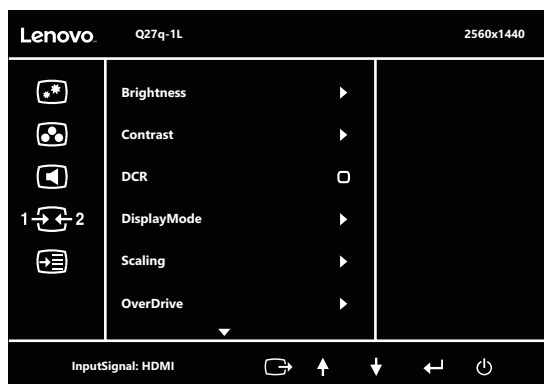 Lenovo. Q27q-1L 2560x1440
Brightness
Contrast
DCR
1 2 DisplayMode
Scaling
OverDrive
InputSignal: HDMI